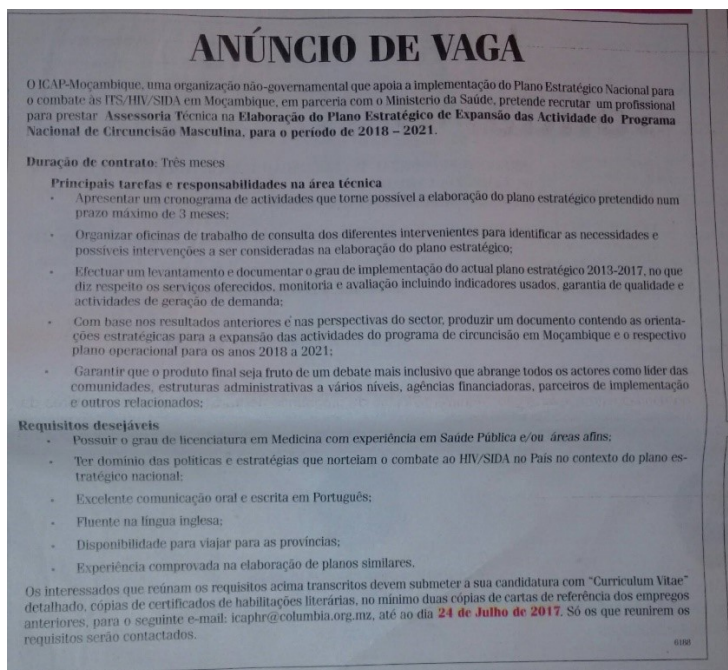 ANÚNCIO DE VAGA
O ICAP-Moçambique, uma organização não-governamental que apoia a implementação do Plano Estratégico Nacional para
o combate às ITS/HIV/SIDA em Moçambique, em parceria com o Ministerio da Saúde, pretende recrutar um profissional
para prestar Assessoria Técnica na Elaboração do Plano Estratégico de Expansão das Actividade do Programa
Nacional de Circuncisão Masculina, para o período de 2018 – 2021.
Duração de contrato: Três meses
Principais tarefas e responsabilidades na área técnica
• Apresentar um cronograma de actividades que torne possível a elaboração do plano estratégico pretendido num
prazo máximo de 3 meses;
• Organizar oficinas de trabalho de consulta dos diferentes intervenientes para identificar as necessidades e
possíveis intervenções a ser consideradas na elaboração do plano estratégico;
• Efectuar um levantamento e documentar o grau de implementação do actual plano estratégico 2013-2017, no que
diz respeito os serviços oferecidos, monitoria e avaliação incluindo indicadores usados, garantia de qualidade e
actividades de geração de demanda;
• Com base nos resultados anteriores e nas perspectivas do sector, produzir um documento contendo as orienta-
ções estratégicas para a expansão das actividades do programa de circuncisão em Moçambique e o respectivo
plano operacional para os anos 2018 a 2021;
• Garantir que o produto final seja fruto de um debate mais inclusivo que abrange todos os actores como lider das
comunidades, estruturas administrativas a vários níveis, agências financiadoras, parceiros de implementação
e outros relacionados;
Requisitos desejáveis
• Possuir o grau de licenciatura em Medicina com experiência em Saúde Pública e/ou áreas afins;
• Ter dominio das políticas e estratégias que norteiam o combate ao HIV/SIDA no País no contexto do plano es-
tratégico nacional;
• Excelente comunicação oral e escrita em Português;
• Fluente na língua inglesa;
• Disponibilidade para viajar para as províncias;
• Experiência comprovada na elaboração de planos similares.
Os interessados que reúnam os requisitos acima transcritos devem submeter a sua candidatura com “Curriculum Vitae”
detalhado, cópias de certificados de habilitações literárias, no mínimo duas cópias de cartas de referência dos empregos
anteriores, para o seguinte e-mail: icaphr@columbia.org.mz, até ao dia 24 de Julho de 2017. Só os que reunirem os
requisitos serão contactados.
6160